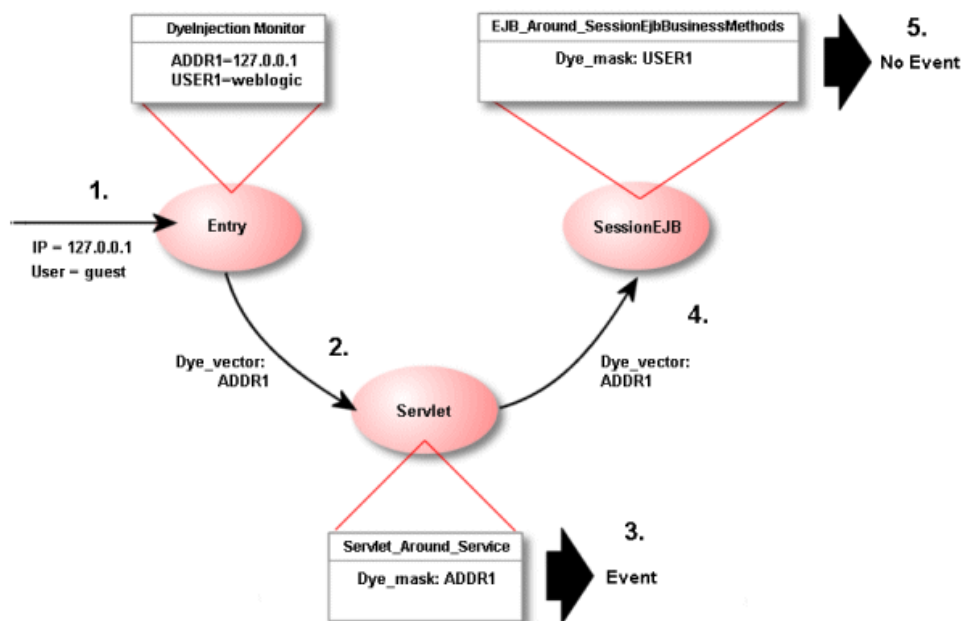 DyeInjection Monitor
ADDR1=127.0.0.1
USER1=weblogic
EJB_Around_SessionEjbBusinessMethods
Dye_mask: USER1
5.
No Event
1.
IP = 127.0.0.1
User = guest
Entry
SessionEJB
2.
Dye_vector:
ADDR1
4.
Dye_vector:
ADDR1
Servlet
Servlet_Around_Service
Dye_mask: ADDR1
3.
Event